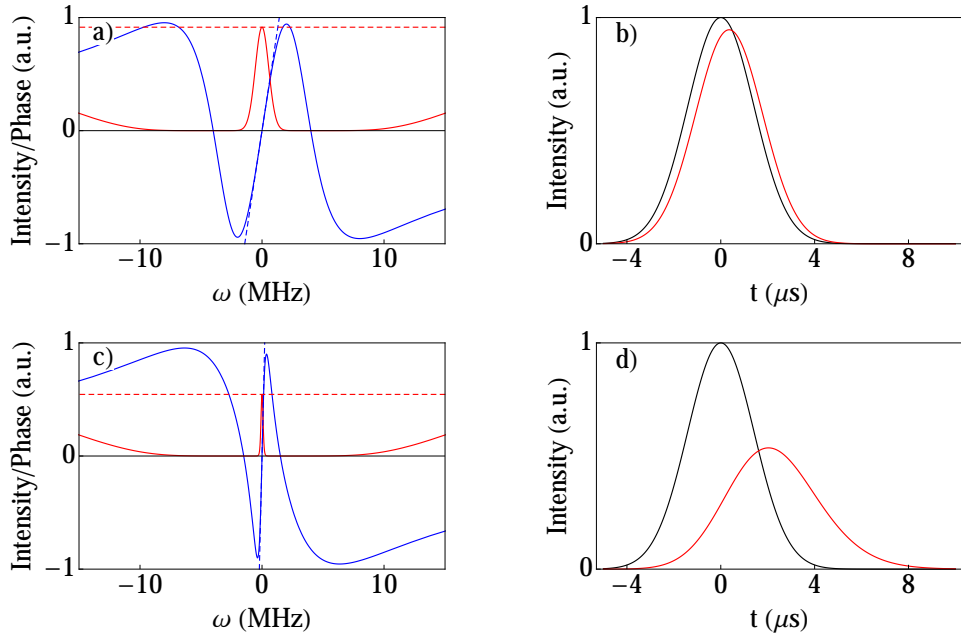 a)
Intensity/Phase (a.u.)
1
0
−1
−10
0
10
ω (MHz)
b)
Intensity (a.u.)
1
0
−4
0
4
8
t (μs)
c)
Intensity/Phase (a.u.)
1
0
−1
−10
0
10
ω (MHz)
d)
Intensity (a.u.)
1
0
−4
0
4
8
t (μs)